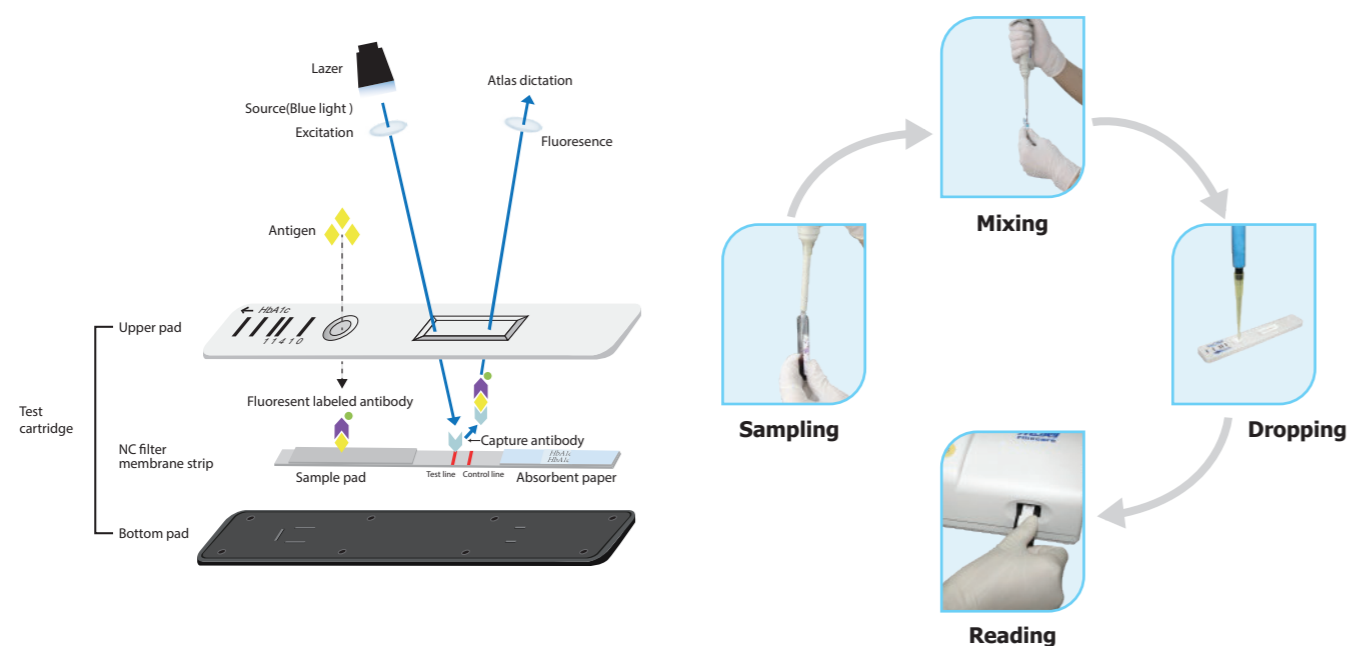 Lazer
Source(Blue light )
Excitation
Atlas dictation
Fluoresence
Antigen
HbA1c
11410
Upper pad
Fluoresent labeled antibody
Test
cartridge
NC filter
membrane strip
Capture antibody
HbA1c
HbA1c
Sample pad
Test line
Control line
Absorbent paper
Bottom pad
Mixing
Sampling
Dropping
Reading